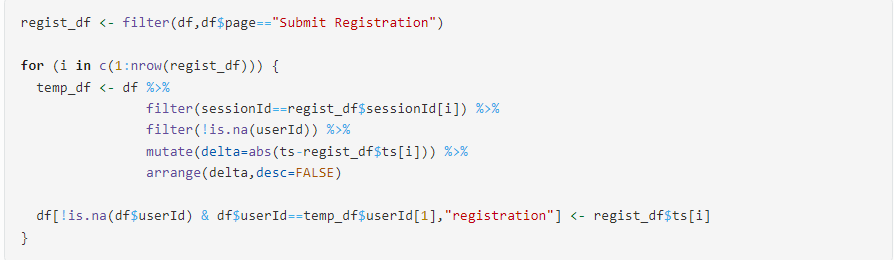 regist_df <- filter(df,df$page=="Submit Registration")
for (i in c(1:nrow(regist_df))) {
  temp_df <- df %>%
                filter(sessionId==regist_df$sessionId[i]) %>%
                filter(!is.na(userId)) %>%
                mutate(delta=abs(ts-regist_df$ts[i])) %>%
                arrange(delta,desc=FALSE)
  df[!is.na(df$userId) & df$userId==temp_df$userId[1],"registration"] <- regist_df$ts[i]
}